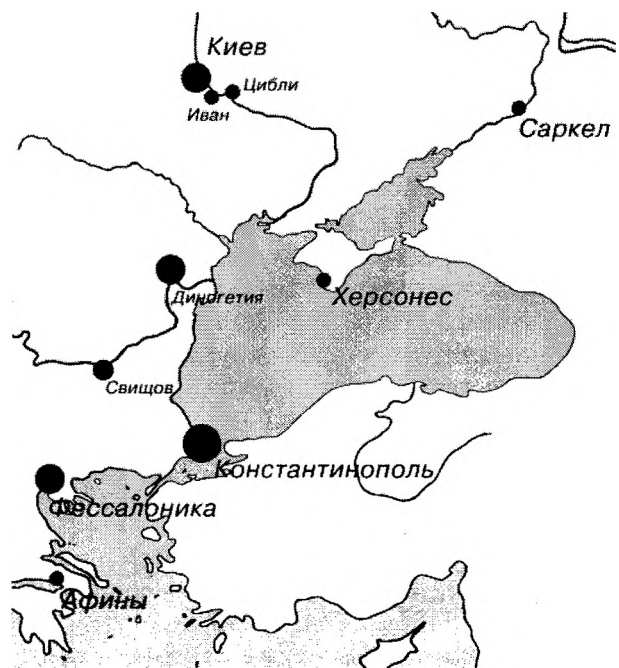 Киев
Цибли
Иван
Саркел
Диногетия
Херсонес
Свищов
Константинополь
Фессалоника
Афины